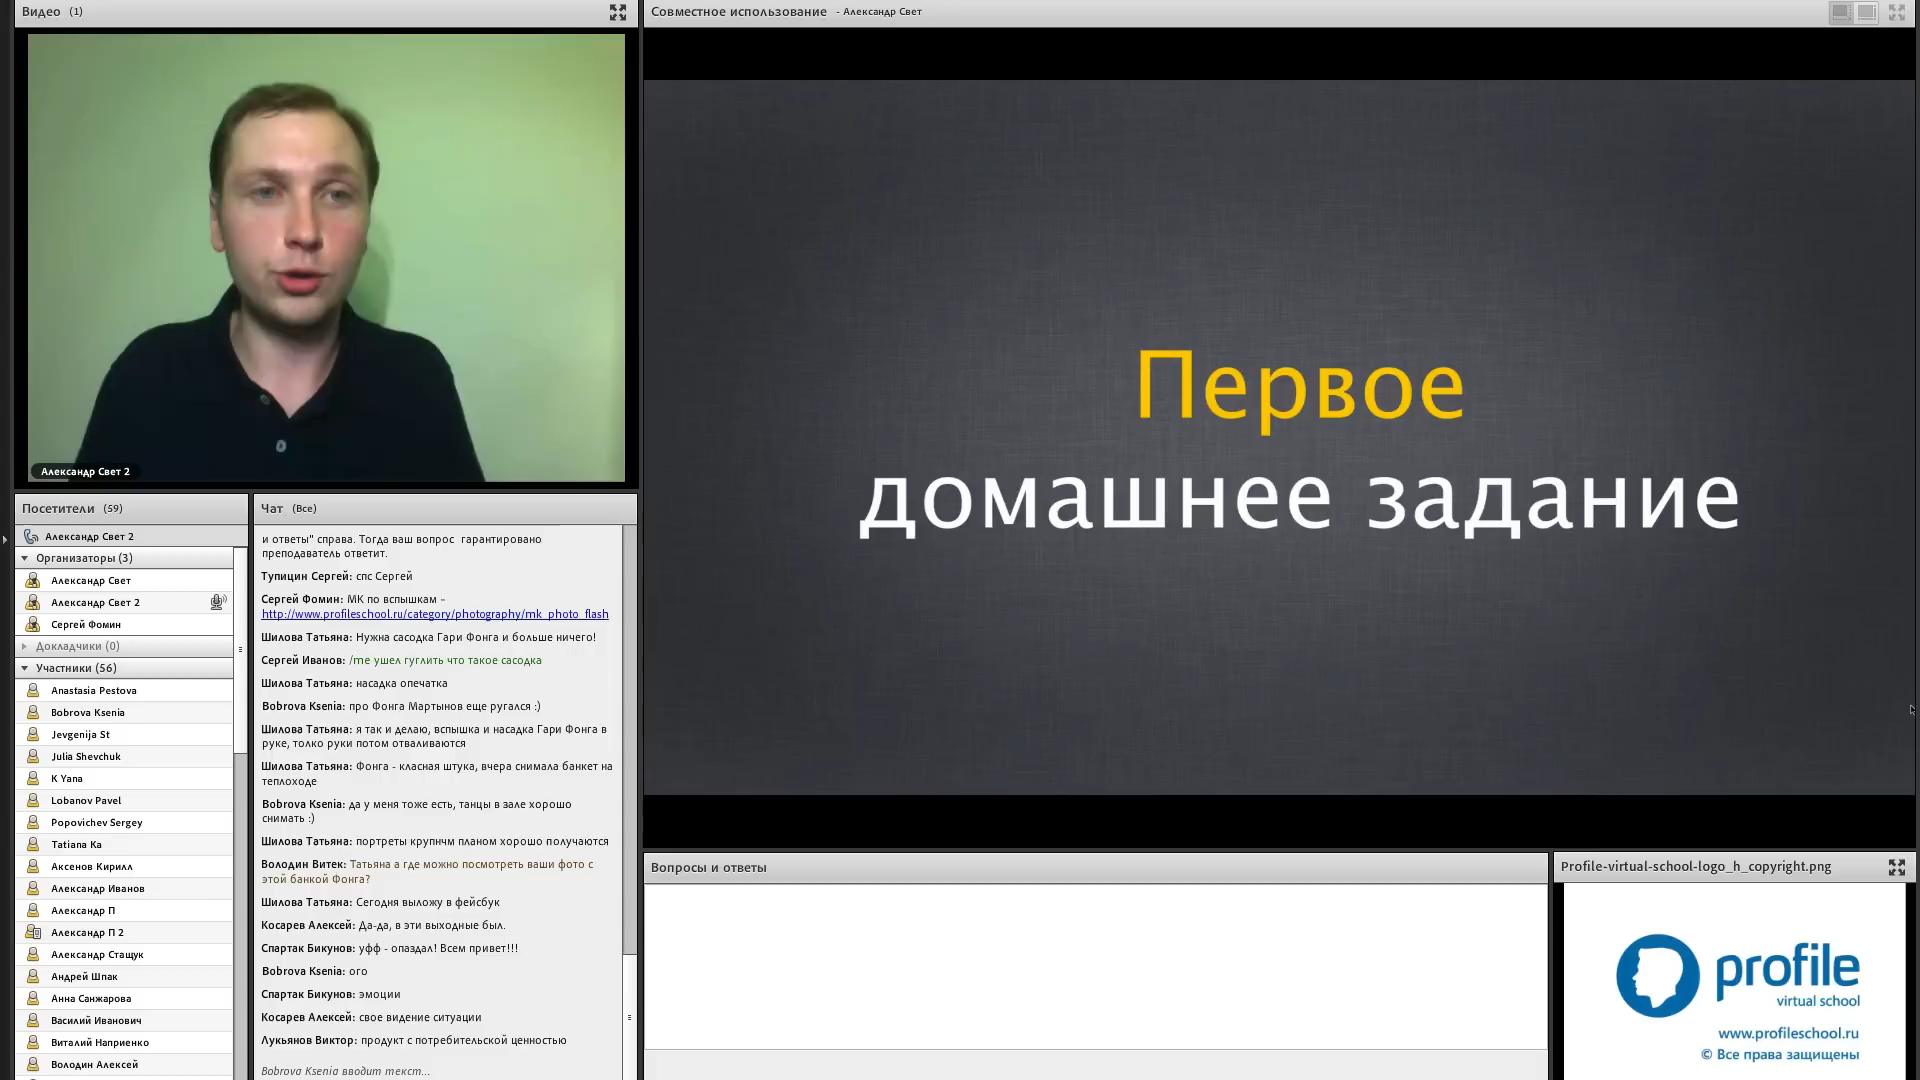 Видео (1)
Александр Свет 2
Посетители (59)
Александр Свет 2
Организаторы (3)
Александр Свет
Александр Свет 2
Сергей Фомин
Докладчики (0)
Участники (56)
Anastasia Pestova
Bobrova Ksenia
Jevgenija St
Julia Shevchuk
K Yana
Lobanov Pavel
Popovichev Sergey
Tatiana Ka
Аксенов Кирилл
Александр Иванов
Александр П
Александр П 2
Александр Стащук
Андрей Шпак
Анна Санжарова
Василий Иванович
Виталий Наприенко
Володин Алексей
Чат (Все)
и ответы" справа. Тогда ваш вопрос гарантировано
преподаватель ответит.
Тупицин Сергей: спс Сергей
Сергей Фомин: МК по вспышкам –
http://www.profileschool.ru/category/photography/mk_photo_flash
Шилова Татьяна: Нужна сасодка Гари Фонга и больше ничего!
Сергей Иванов: /me ушел гуглить что такое сасодка
Шилова Татьяна: насадка опечатка
Bobrova Ksenia: про Фонга Мартынов еще ругался :)
Шилова Татьяна: я так и делаю, вспышка и насадка Гари Фонга в
руке, толко руки потом отваливаются
Шилова Татьяна: Фонга - класная штука, вчера снимала банкет на
теплоходе
Bobrova Ksenia: да у меня тоже есть, танцы в зале хорошо
снимать :)
Шилова Татьяна: портреты крупнчм планом хорошо получаются
Володин Витек: Татьяна а где можно посмотреть ваши фото с
этой банкой Фонга?
Шилова Татьяна: Сегодня выложу в фейсбук
Косарев Алексей: Да-да, в эти выходные был.
Спартак Бикунов: уфф - опаздал! Всем привет!!!
Bobrova Ksenia: ого
Спартак Бикунов: эмоции
Косарев Алексей: свое видение ситуации
Лукьянов Виктор: продукт с потребительской ценностью
Bobrova Ksenia вводит текст...
Совместное использование - Александр Свет
Первое
домашнее задание
Вопросы и ответы
Profile-virtual-school-logo_h_copyright.png
profile
virtual school
www.profileschool.ru
© Все права защищены